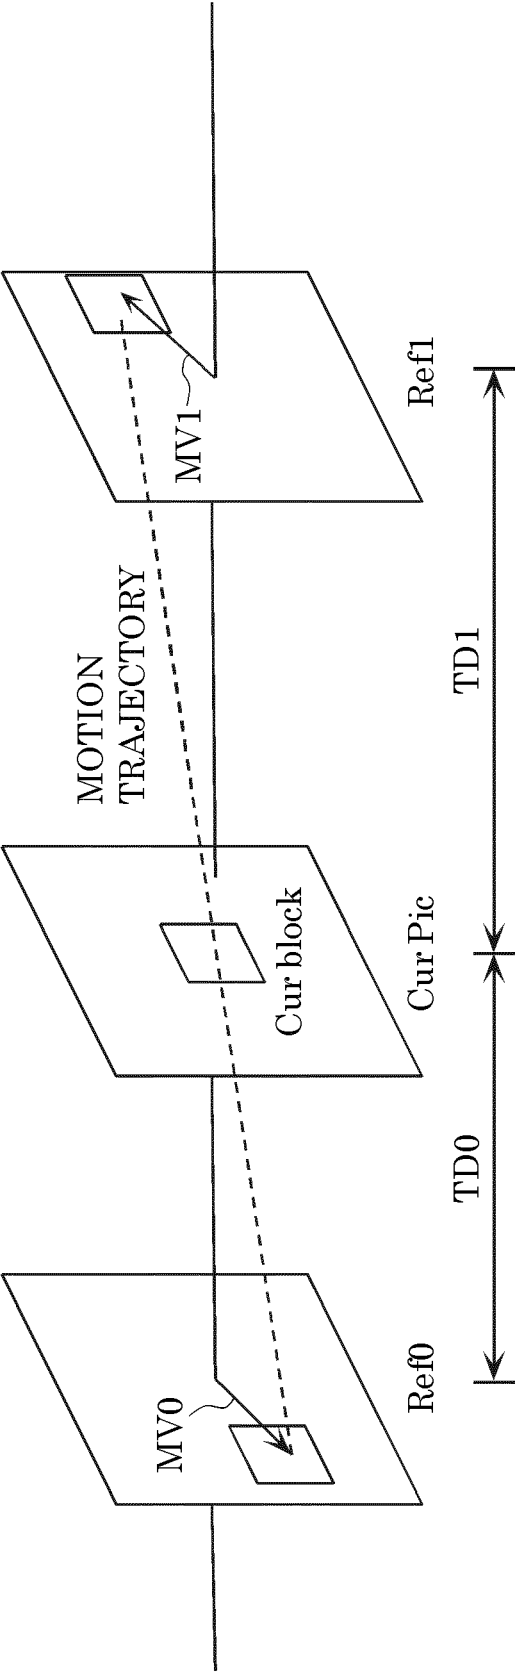 MOTION
TRAJECTORY
MV0
MV1
Cur block
Ref0
Cur Pic
Ref1
TD0
TD1